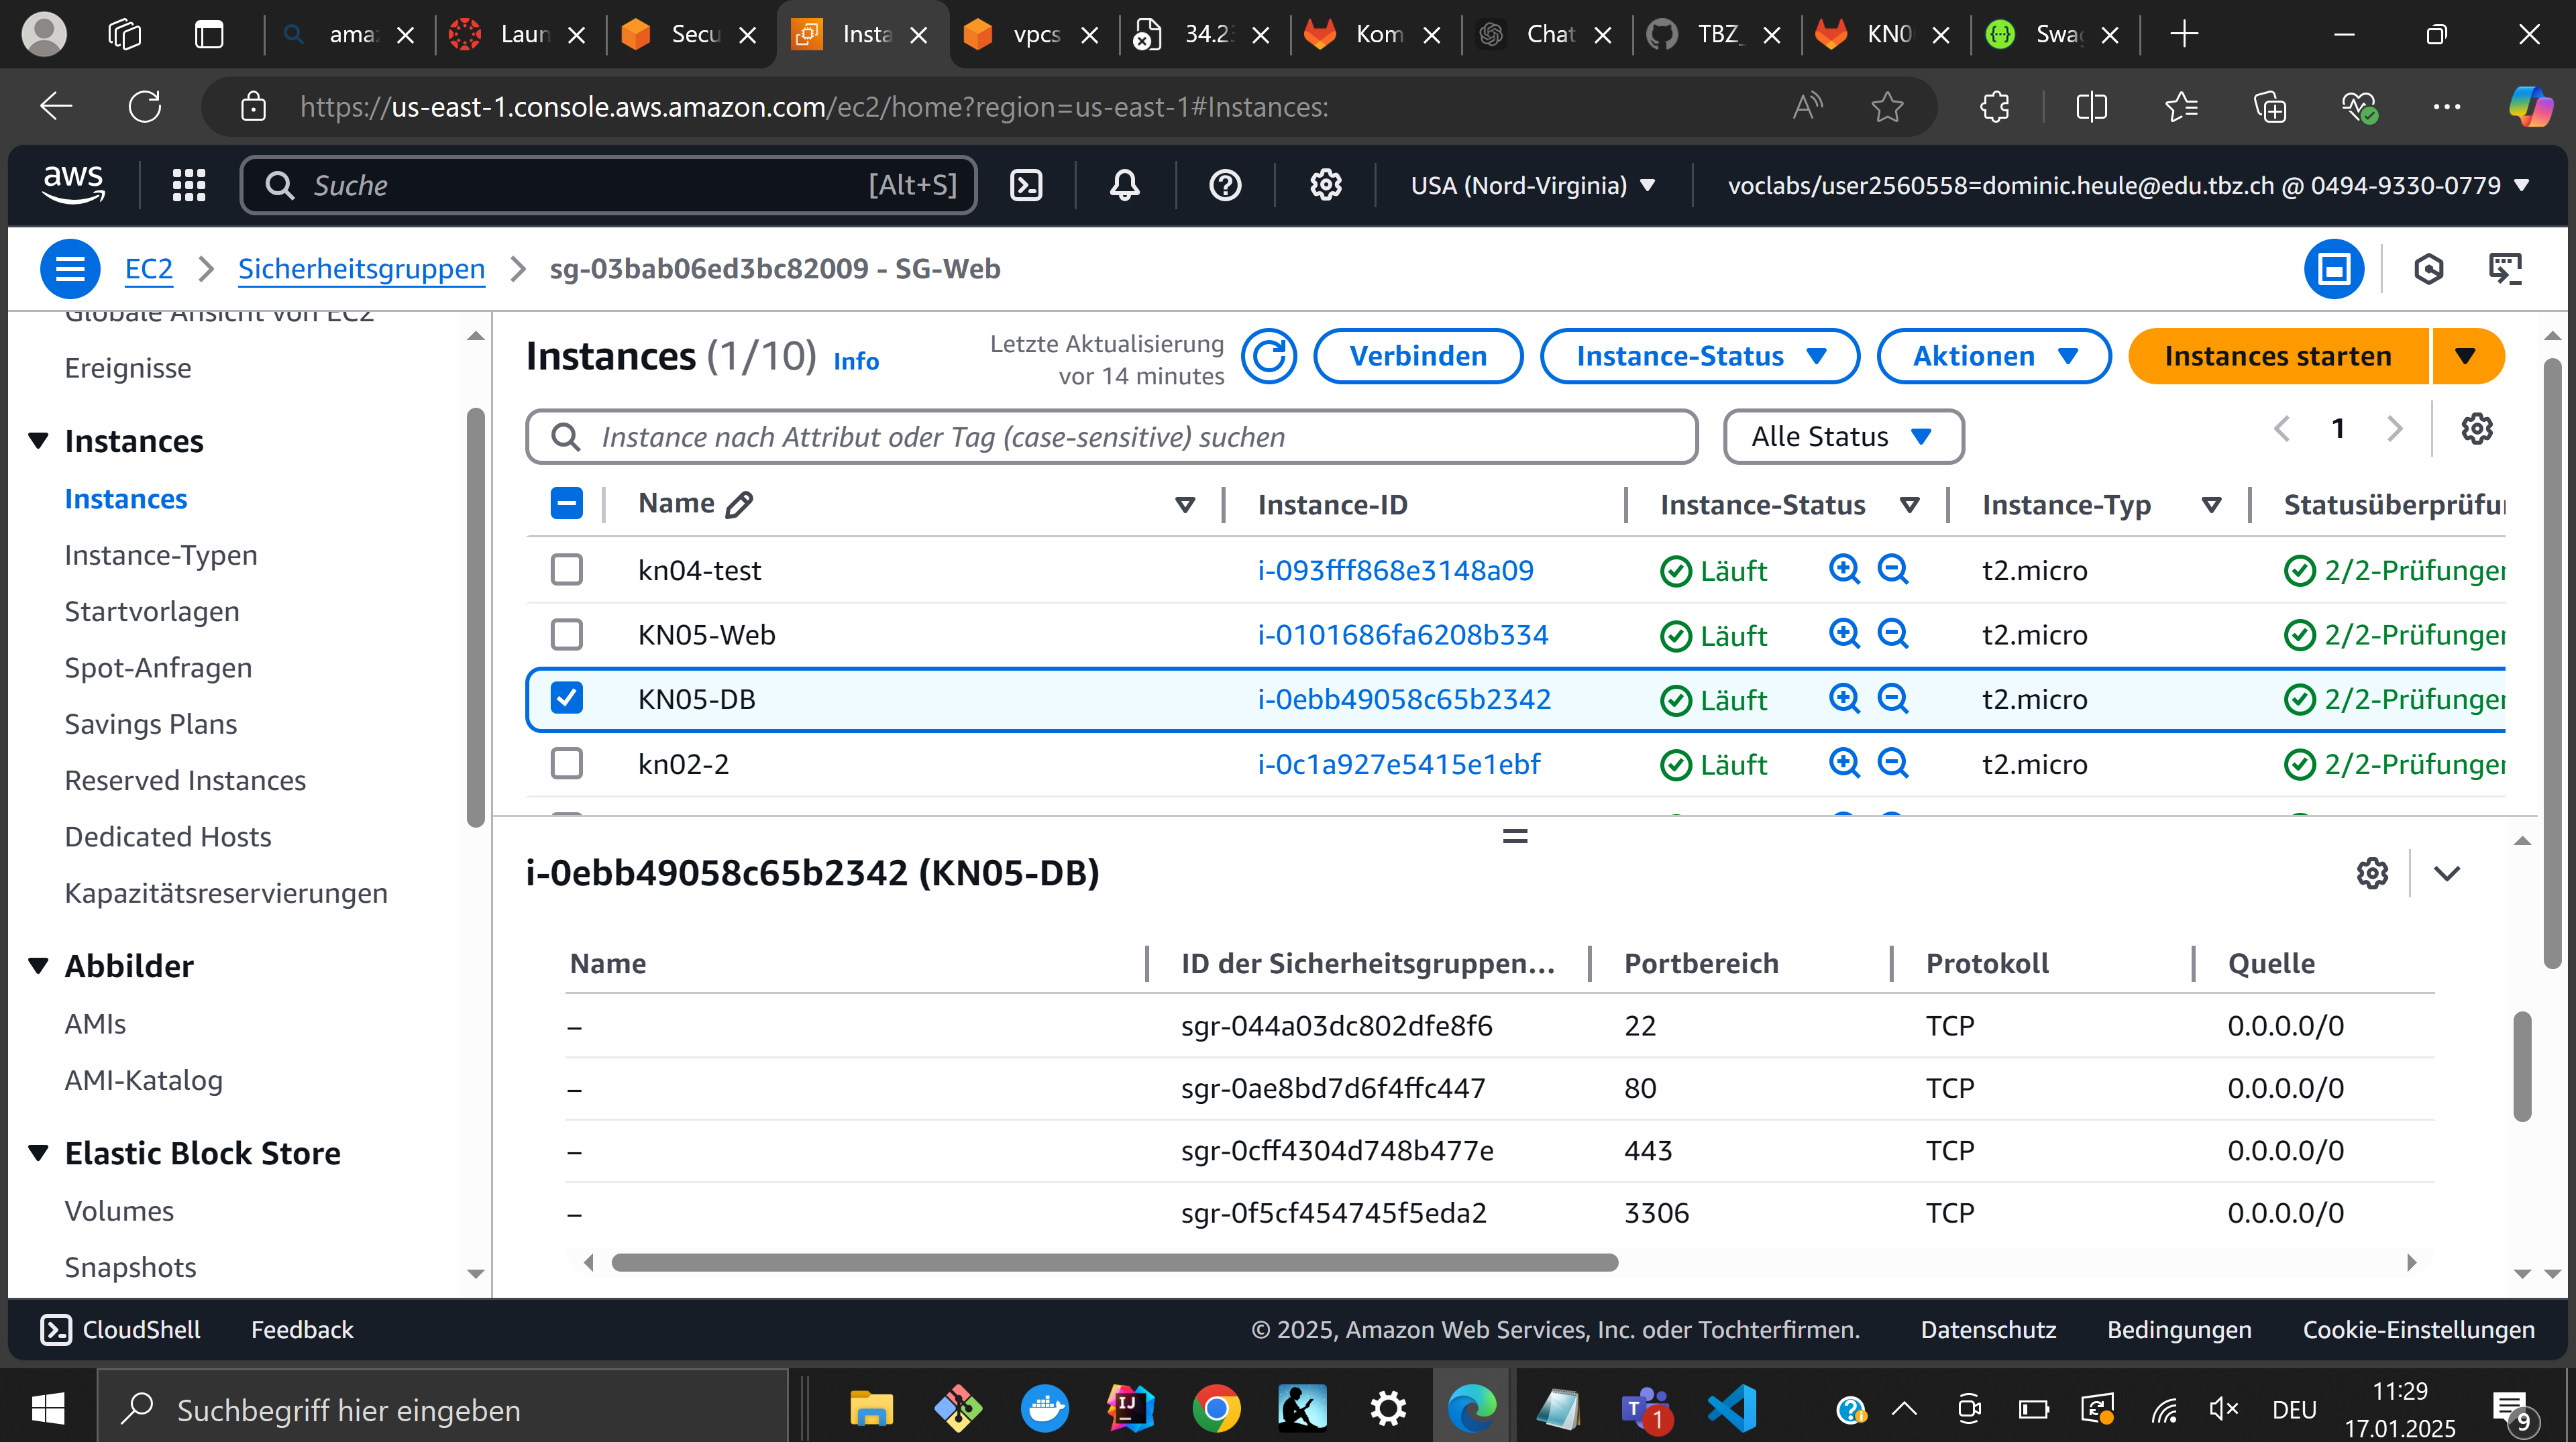 ama
Laun
Secu
Insta
vpcs
34.2
Kom
Chat
TBZ_
KN0
Swa
https://us-east-1.console.aws.amazon.com/ec2/home?region=us-east-1#Instances:
aws
Suche [Alt+S]
USA (Nord-Virginia)
voclabs/user2560558=dominic.heule@edu.tbz.ch @ 0494-9330-0779
EC2 > Sicherheitsgruppen > sg-03bab06ed3bc82009 - SG-Web
Globale Ansicht von EC2
Ereignisse
Instances
Instances
Instance-Typen
Startvorlagen
Spot-Anfragen
Savings Plans
Reserved Instances
Dedicated Hosts
Kapazitätsreservierungen
Abbilder
AMIs
AMI-Katalog
Elastic Block Store
Volumes
Snapshots
Instances (1/10) Info
Letzte Aktualisierung
vor 14 minutes
Verbinden
Instance-Status
Aktionen
Instances starten
Instance nach Attribut oder Tag (case-sensitive) suchen
Alle Status
1
Name Instance-ID Instance-Status Instance-Typ Statusüberprüfu
kn04-test i-093fff868e3148a09 Läuft t2.micro 2/2-Prüfunge
KN05-Web i-0101686fa6208b334 Läuft t2.micro 2/2-Prüfunge
KN05-DB i-0ebb49058c65b2342 Läuft t2.micro 2/2-Prüfunge
kn02-2 i-0c1a927e5415e1ebf Läuft t2.micro 2/2-Prüfunge
i-0ebb49058c65b2342 (KN05-DB)
Name ID der Sicherheitsgruppen... Portbereich Protokoll Quelle
– sgr-044a03dc802dfe8f6 22 TCP 0.0.0.0/0
– sgr-0ae8bd7d6f4ffc447 80 TCP 0.0.0.0/0
– sgr-0cff4304d748b477e 443 TCP 0.0.0.0/0
– sgr-0f5cf454745f5eda2 3306 TCP 0.0.0.0/0
CloudShell Feedback © 2025, Amazon Web Services, Inc. oder Tochterfirmen. Datenschutz Bedingungen Cookie-Einstellungen
Suchbegriff hier eingeben
IJ
T
1
DEU
11:29
17.01.2025
9